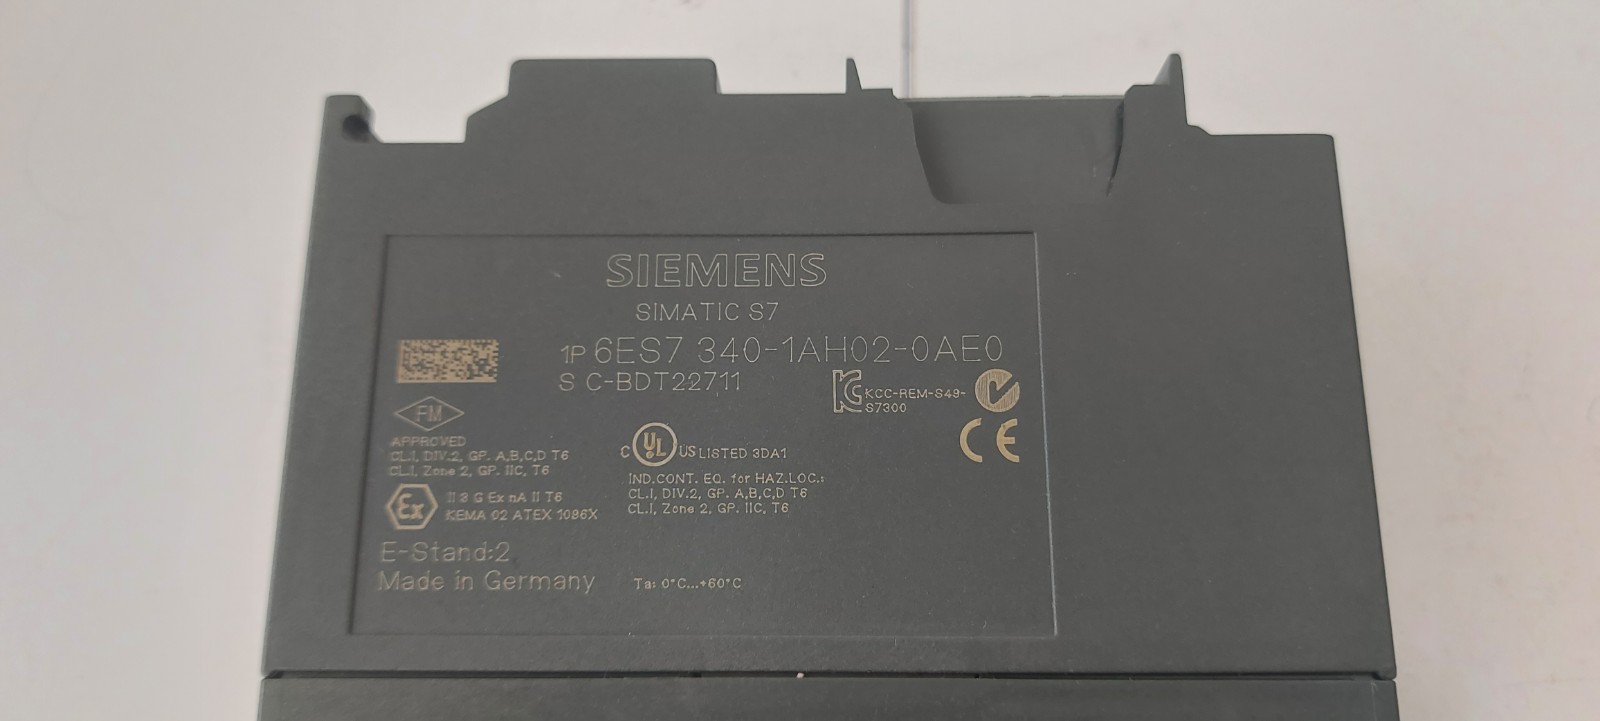 SIEMENS
SIMATIC S7
1P 6ES7 340-1AH02-0AE0
S C-BDT22711
KCC-REM-S49-
S7300
FM
APPROVED
CL.I, DIV.2, GP. A,B,C,D T6
CL.I, Zone 2, GP. IIC, T6
C UL US LISTED 3DA1
CE
IND.CONT. EQ. for HAZ.LOC.:
CL.I, DIV.2, GP. A,B,C,D T6
CL.I, Zone 2, GP. IIC, T6
Ex II 3 G Ex nA II T6
KEMA 02 ATEX 1096X
E-Stand:2
Made in Germany
Ta: 0°C...+60°C